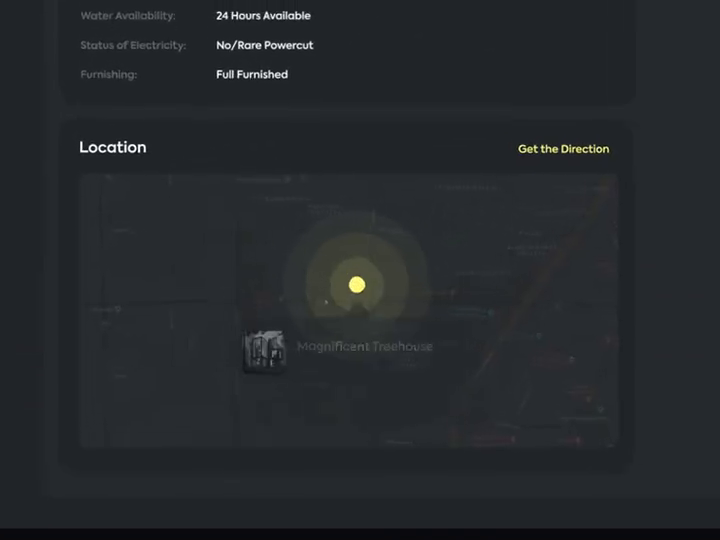 Water Availability: 24 Hours Available
Status of Electricity: No/Rare Powercut
Furnishing: Full Furnished
Location
Get the Direction
Magnificent Treehouse